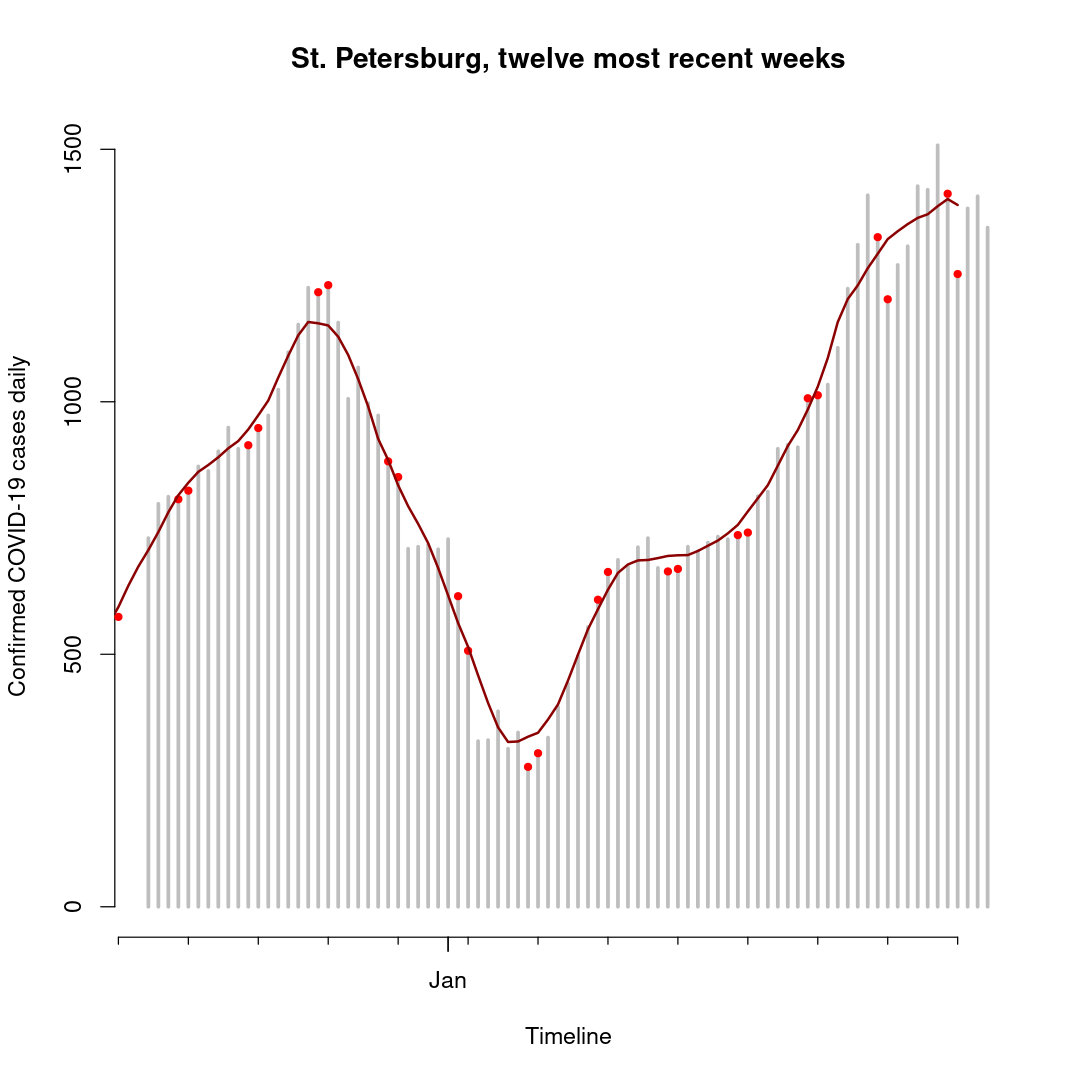 St. Petersburg, twelve most recent weeks
Confirmed COVID-19 cases daily
1500
1000
500
0
Jan
Timeline